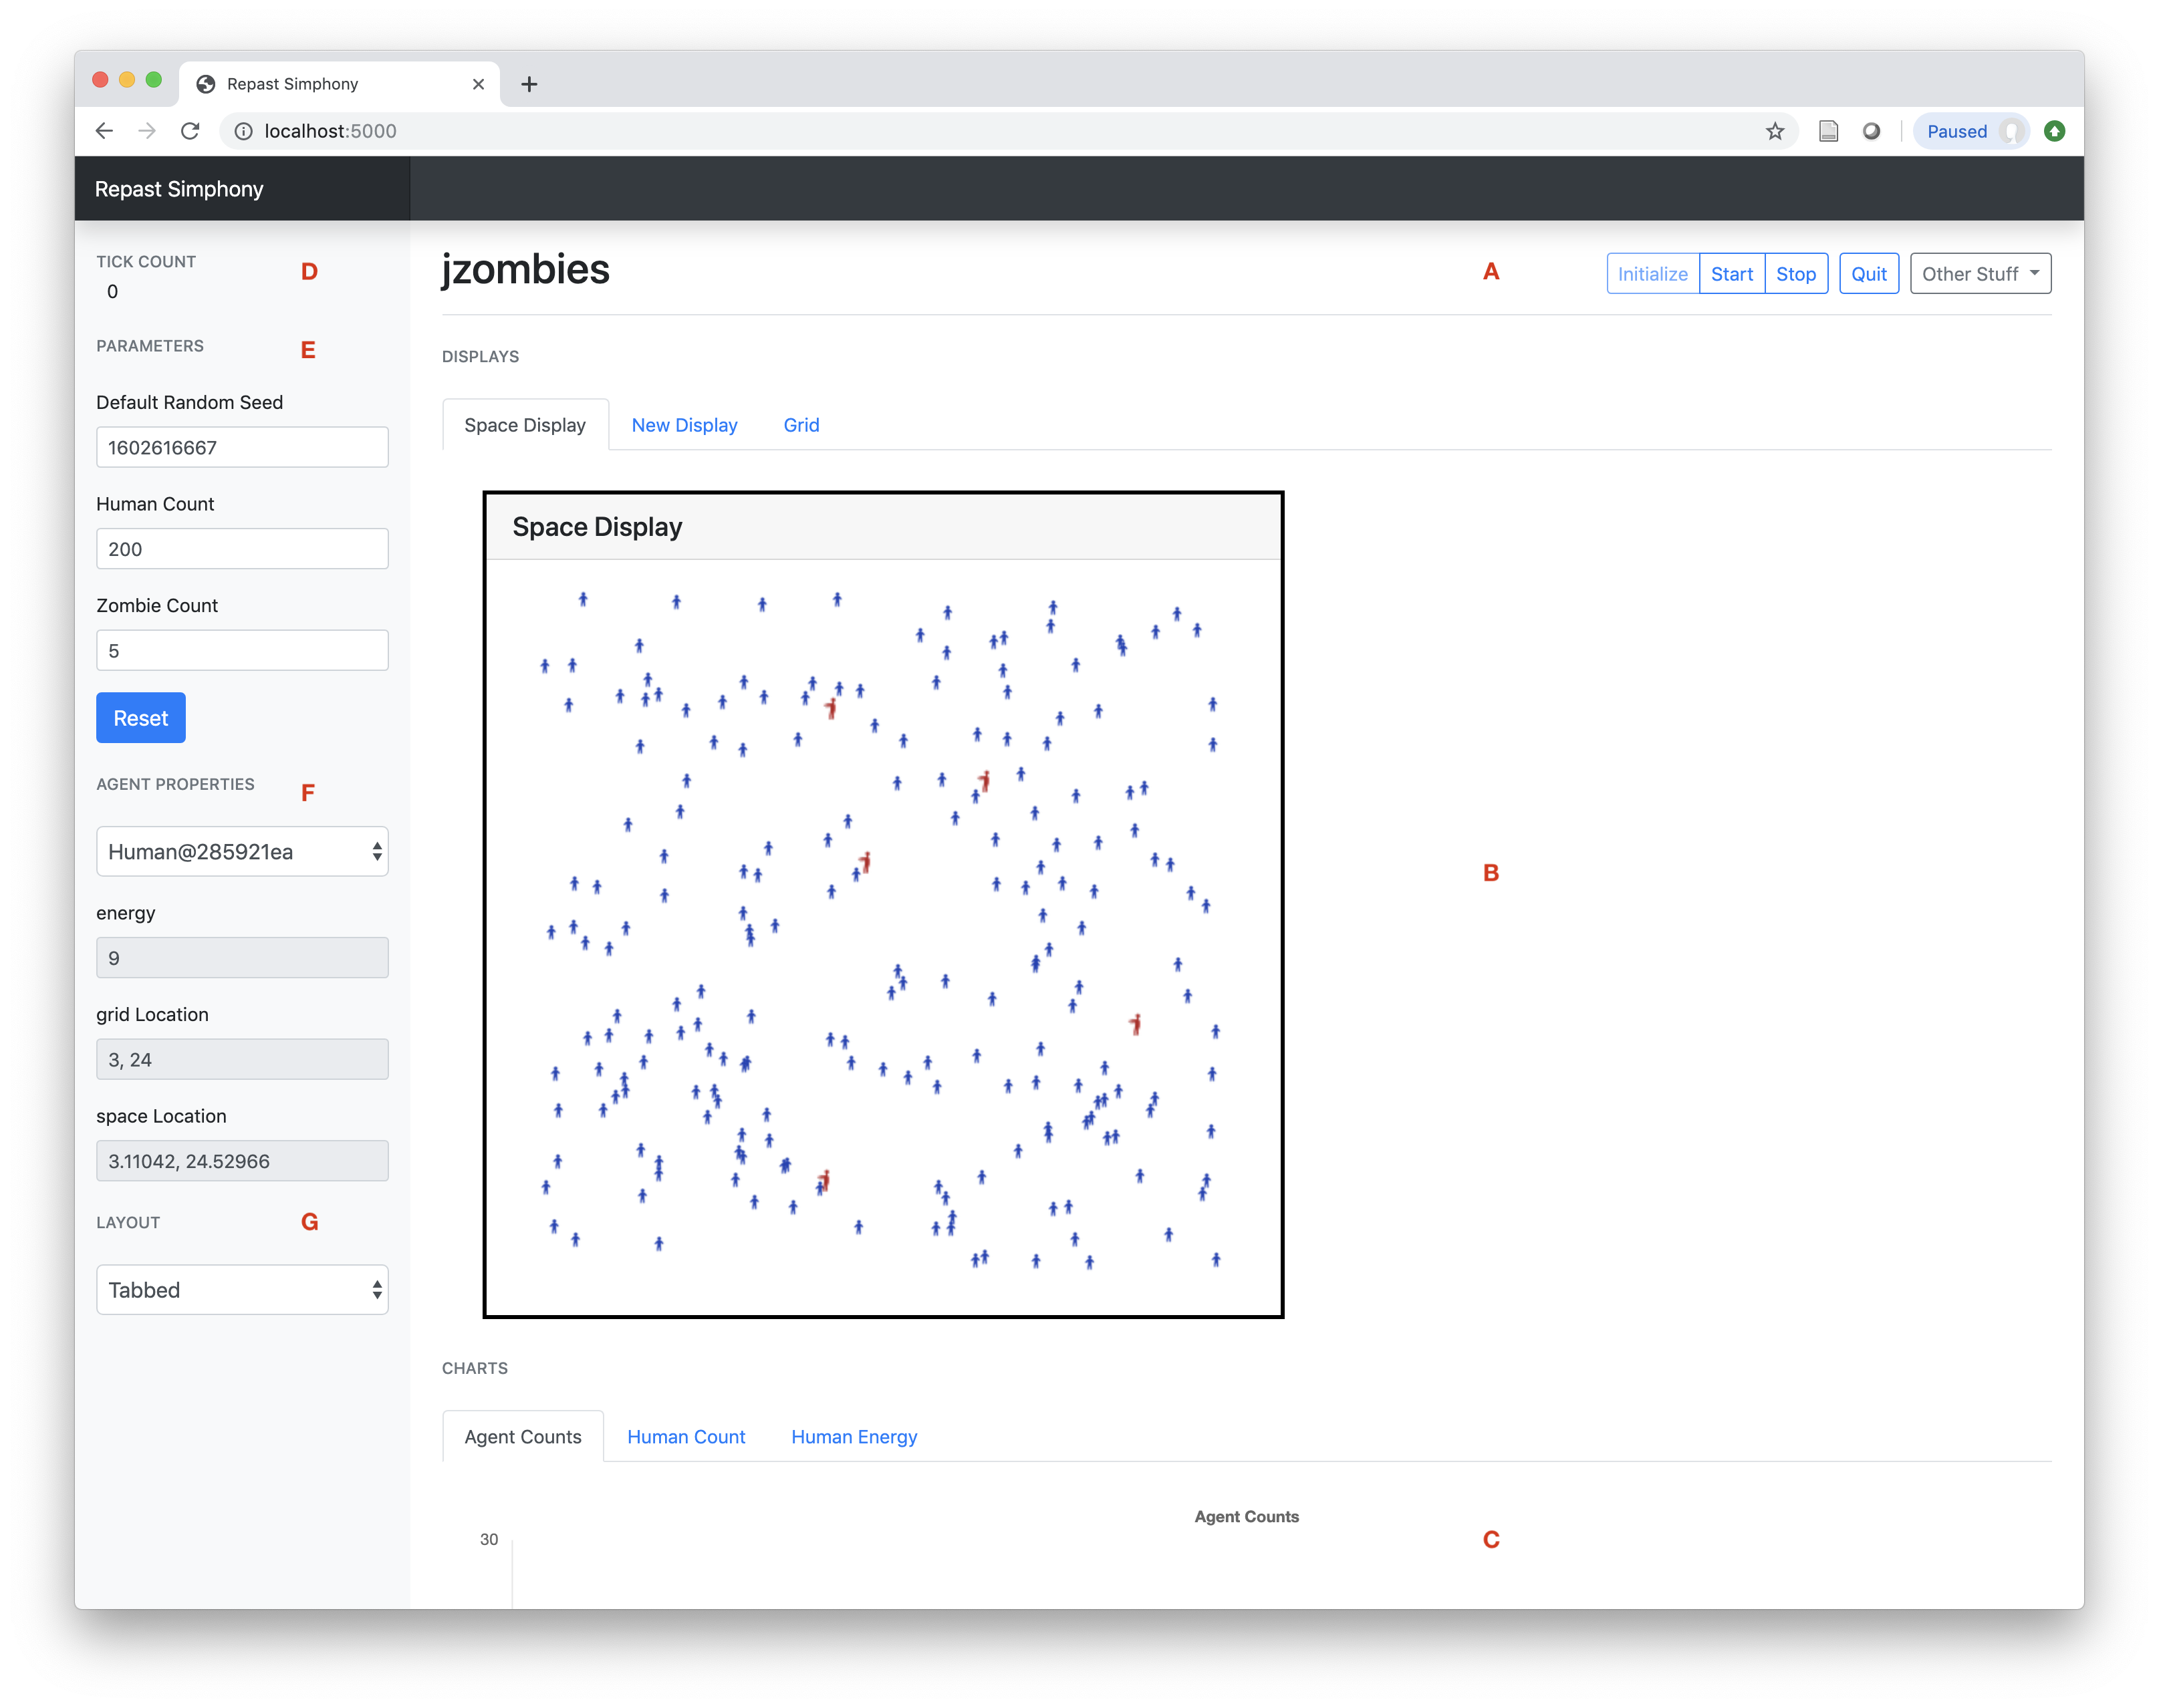 Repast Simphony
localhost:5000
Paused
Repast Simphony
TICK COUNT
D
0
PARAMETERS
E
Default Random Seed
1602616667
Human Count
200
Zombie Count
5
Reset
AGENT PROPERTIES
F
Human@285921ea
energy
9
grid Location
3, 24
space Location
3.11042, 24.52966
LAYOUT
G
Tabbed
jzombies
A
Initialize Start Stop Quit Other Stuff
DISPLAYS
Space Display New Display Grid
Space Display
B
CHARTS
Agent Counts Human Count Human Energy
Agent Counts
30
C